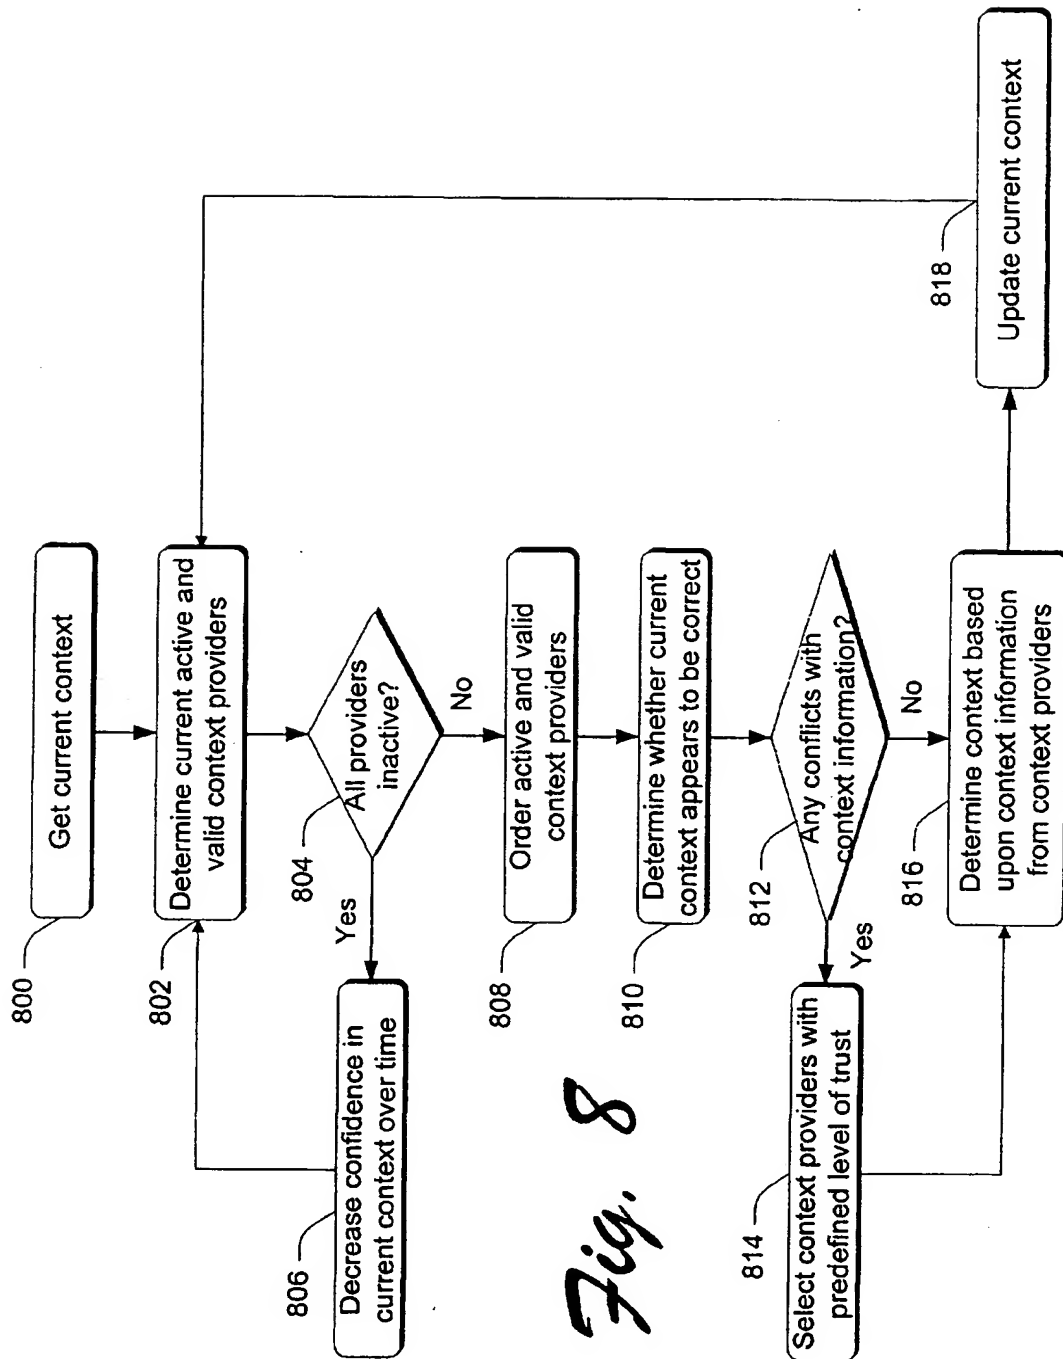 800
Get current context
802
Determine current active and
valid context providers
804
All providers
inactive?
Yes
No
806
Decrease confidence in
current context over time
808
Order active and valid
context providers
810
Determine whether current
context appears to be correct
812
Any conflicts with
context information?
Yes
No
814
Select context providers with
predefined level of trust
816
Determine context based
upon context information
from context providers
818
Update current context
Fig. 8